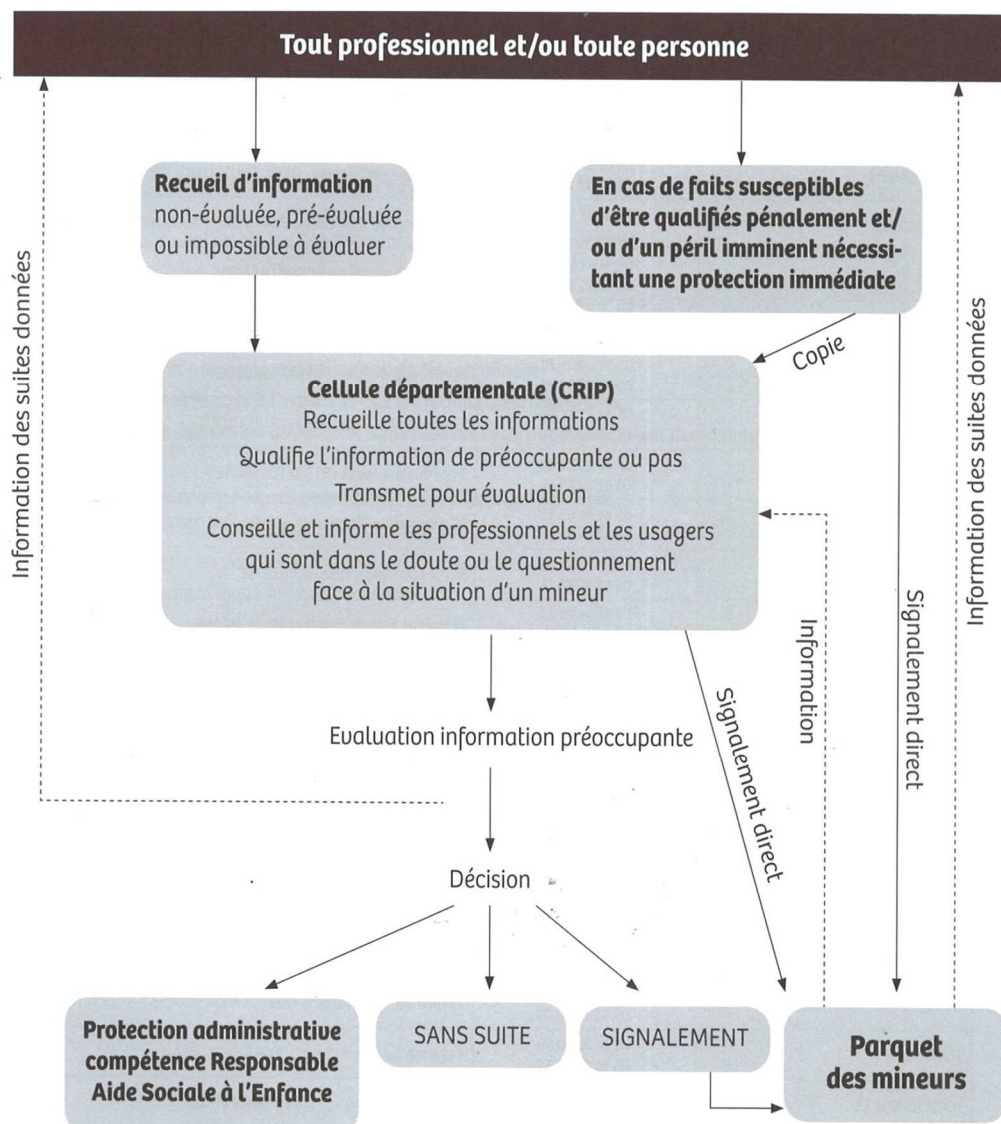 Tout professionnel et/ou toute personne
Recueil d'information
non-évaluée, pré-évaluée
ou impossible à évaluer
En cas de faits susceptibles
d'être qualifiés pénalement et/
ou d'un péril imminent nécessi-
tant une protection immédiate
Information des suites données
Information des suites données
Copie
Cellule départementale (CRIP)
Recueille toutes les informations
Qualifie l'information de préoccupante ou pas
Transmet pour évaluation
Conseille et informe les professionnels et les usagers
qui sont dans le doute ou le questionnement
face à la situation d'un mineur
Signalement direct
Information
Signalement direct
Evaluation information préoccupante
Décision
Protection administrative
compétence Responsable
Aide Sociale à l'Enfance
SANS SUITE
SIGNALEMENT
Parquet
des mineurs